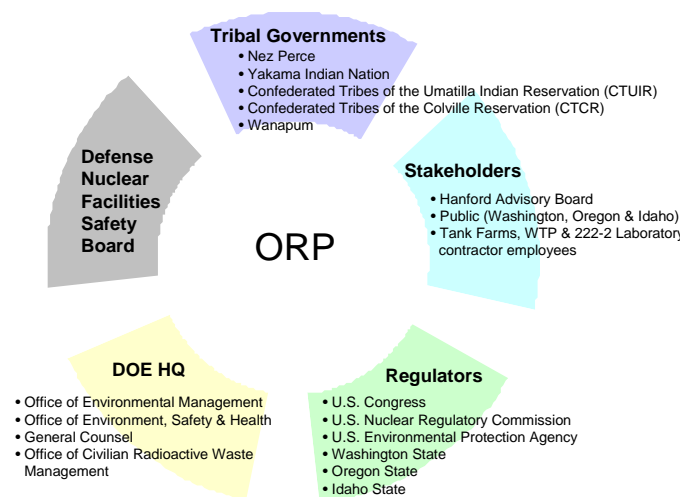 Tribal Governments
• Nez Perce
• Yakama Indian Nation
• Confederated Tribes of the Umatilla Indian Reservation (CTUIR)
• Confederated Tribes of the Colville Reservation (CTCR)
• Wanapum
Stakeholders
• Hanford Advisory Board
• Public (Washington, Oregon & Idaho)
• Tank Farms, WTP & 222-2 Laboratory
contractor employees
Defense
Nuclear
Facilities
Safety
Board
ORP
DOE HQ
• Office of Environmental Management
• Office of Environment, Safety & Health
• General Counsel
• Office of Civilian Radioactive Waste
Management
Regulators
• U.S. Congress
• U.S. Nuclear Regulatory Commission
• U.S. Environmental Protection Agency
• Washington State
• Oregon State
• Idaho State